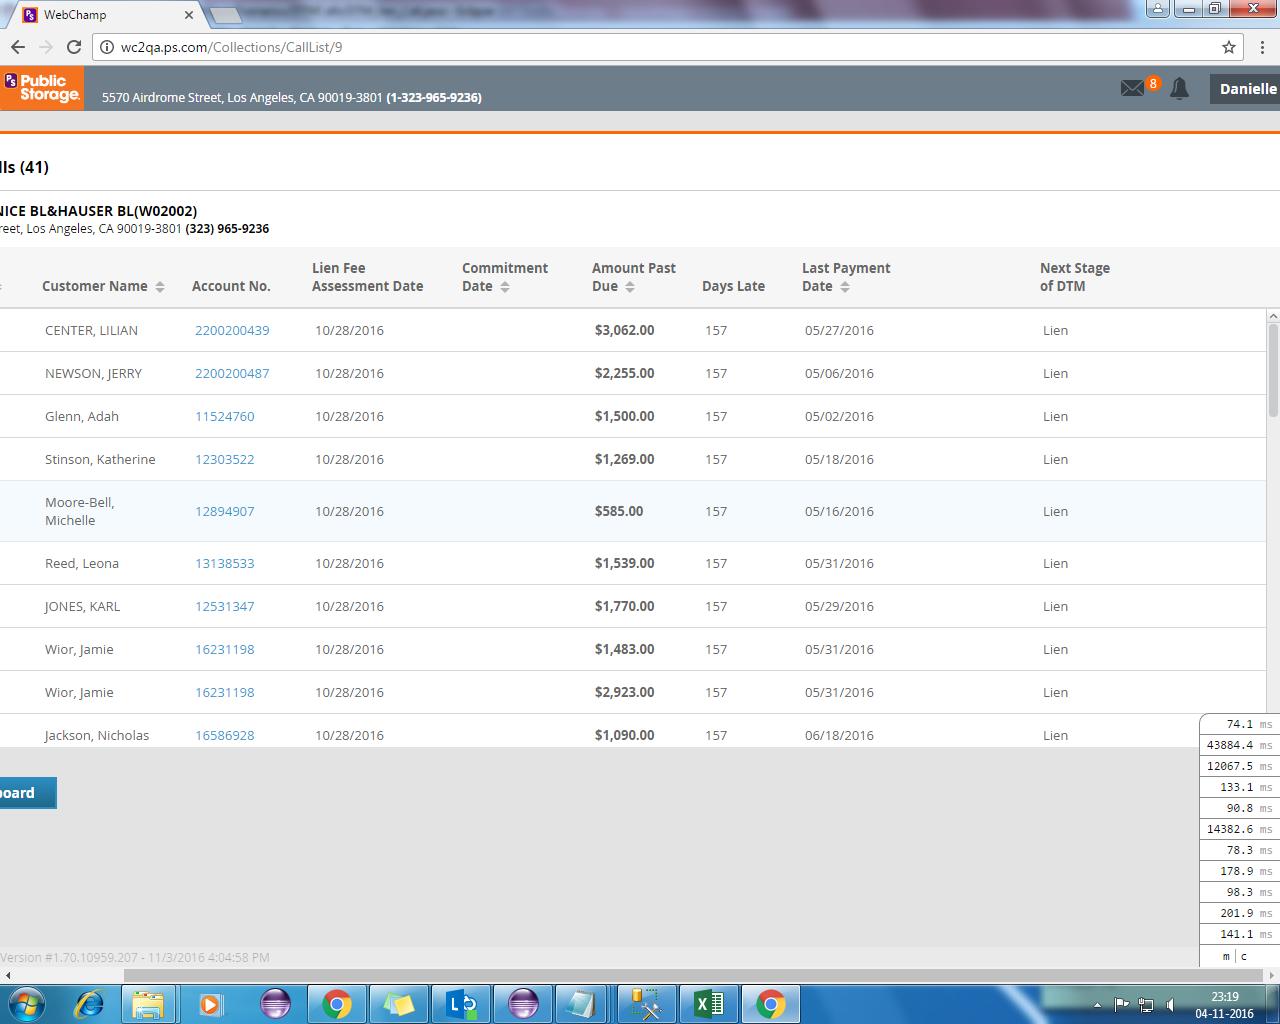 WebChamp
wc2qa.ps.com/Collections/CallList/9
PS Public
Storage.
5570 Airdrome Street, Los Angeles, CA 90019-3801 (1-323-965-9236)
8
Danielle
lls (41)
NICE BL&HAUSER BL(W02002)
reet, Los Angeles, CA 90019-3801 (323) 965-9236
Customer Name Account No. Lien Fee Assessment Date Commitment Date Amount Past Due Days Late Last Payment Date Next Stage of DTM
CENTER, LILIAN 2200200439 10/28/2016 $3,062.00 157 05/27/2016 Lien
NEWSON, JERRY 2200200487 10/28/2016 $2,255.00 157 05/06/2016 Lien
Glenn, Adah 11524760 10/28/2016 $1,500.00 157 05/02/2016 Lien
Stinson, Katherine 12303522 10/28/2016 $1,269.00 157 05/18/2016 Lien
Moore-Bell, Michelle 12894907 10/28/2016 $585.00 157 05/16/2016 Lien
Reed, Leona 13138533 10/28/2016 $1,539.00 157 05/31/2016 Lien
JONES, KARL 12531347 10/28/2016 $1,770.00 157 05/29/2016 Lien
Wior, Jamie 16231198 10/28/2016 $1,483.00 157 05/31/2016 Lien
Wior, Jamie 16231198 10/28/2016 $2,923.00 157 05/31/2016 Lien
Jackson, Nicholas 16586928 10/28/2016 $1,090.00 157 06/18/2016 Lien
74.1 ms
43884.4 ms
12067.5 ms
133.1 ms
90.8 ms
14382.6 ms
78.3 ms
178.9 ms
98.3 ms
201.9 ms
141.1 ms
m | c
board
Version #1.70.10959.207 - 11/3/2016 4:04:58 PM
23:19
04-11-2016